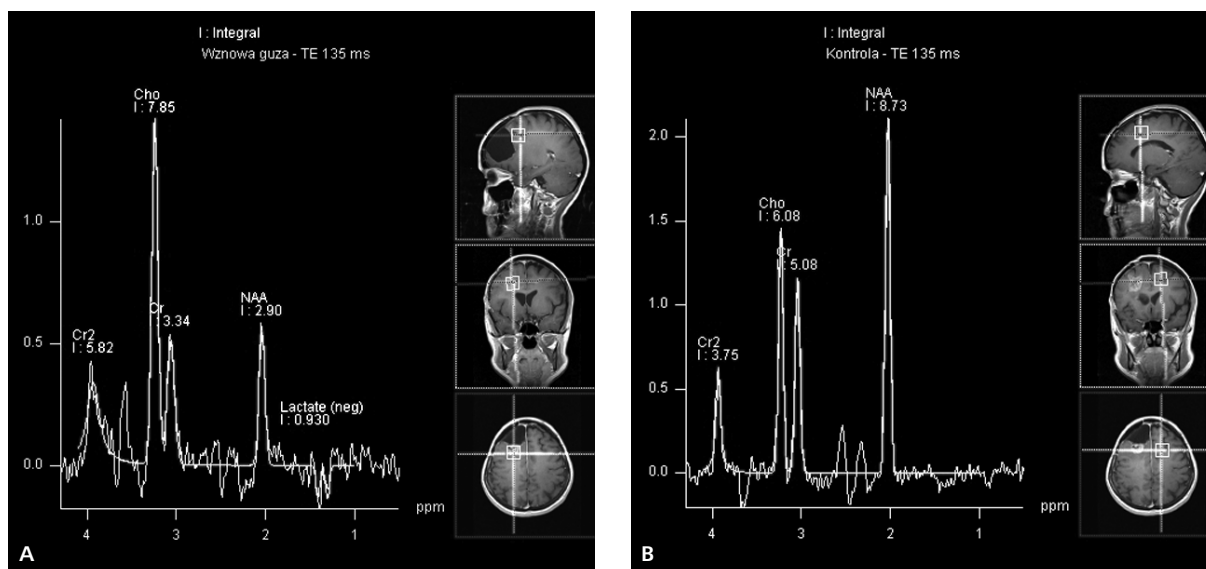 I : Integral
Wznowa guza - TE 135 ms
Cho
I : 7.85
1.0
Cr
: 3.34
NAA
I : 2.90
0.5
Cr2
I : 5.82
Lactate (neg)
I : 0.930
0.0
ppm
4 3 2 1
A
I : Integral
Kontrola - TE 135 ms
NAA
I : 8.73
2.0
Cho
I : 6.08
1.5
Cr
: 5.08
1.0
Cr2
I : 3.75
0.5
0.0
ppm
4 3 2 1
B